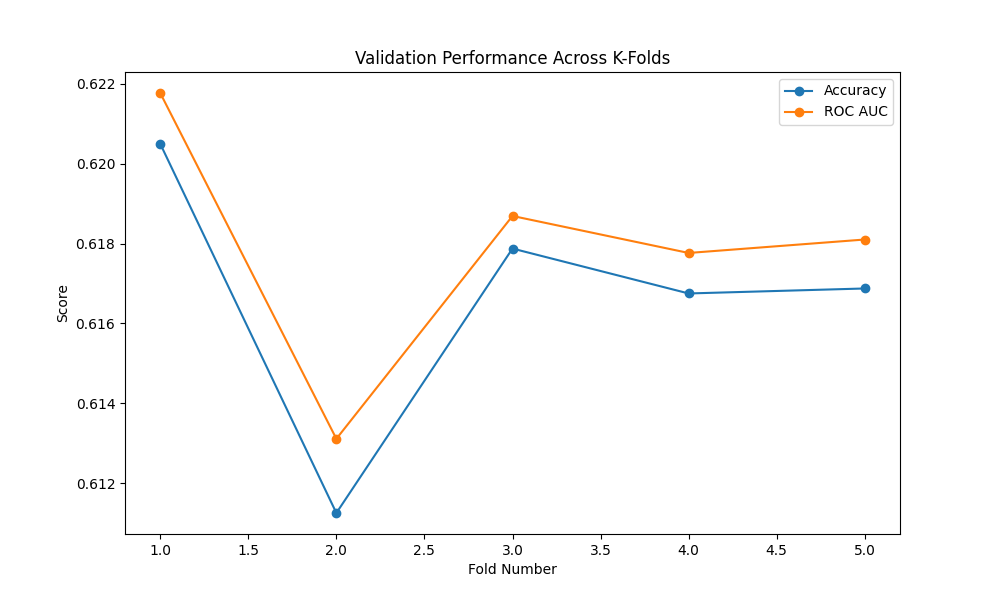 Validation Performance Across K-Folds
Accuracy
ROC AUC
Score
0.622
0.620
0.618
0.616
0.614
0.612
1.0 1.5 2.0 2.5 3.0 3.5 4.0 4.5 5.0
Fold Number